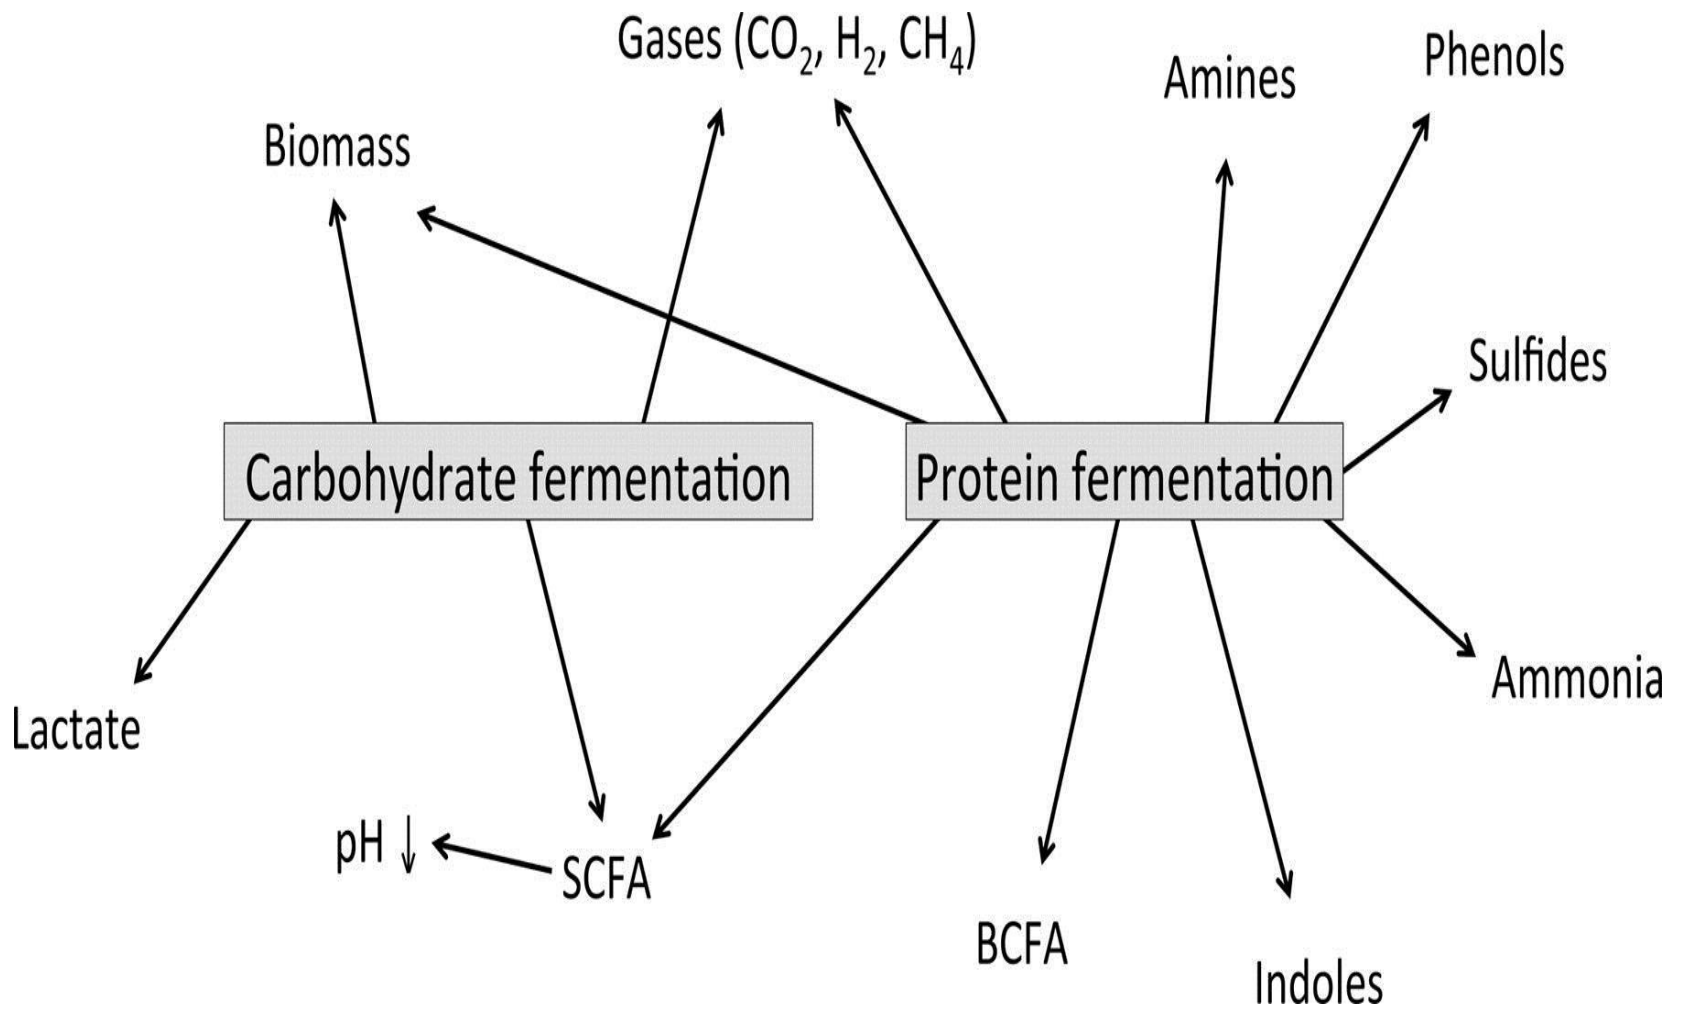 Gases (CO₂, H₂, CH₄)
Phenols
Amines
Biomass
Sulfides
Carbohydrate fermentation
Protein fermentation
Ammonia
Lactate
pH ↓
SCFA
BCFA
Indoles